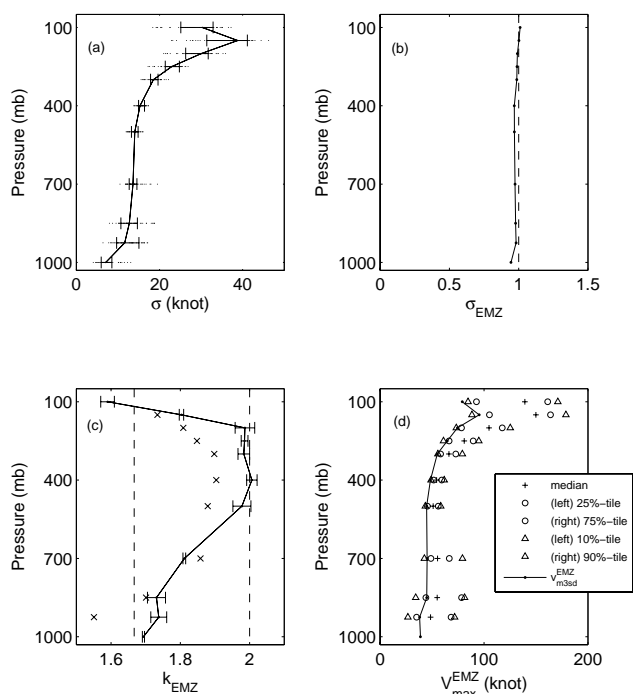 100
400
700
1000
Pressure (mb)
(a)
0 20 40
σ (knot)
100
400
700
1000
Pressure (mb)
(b)
0 0.5 1 1.5
σEMZ
100
400
700
1000
Pressure (mb)
(c)
1.6 1.8 2
kEMZ
100
400
700
1000
Pressure (mb)
(d)
0 100 200
V^EMZ_max (knot)
median
(left) 25%−tile
(right) 75%−tile
(left) 10%−tile
(right) 90%−tile
v^EMZ_m3sd